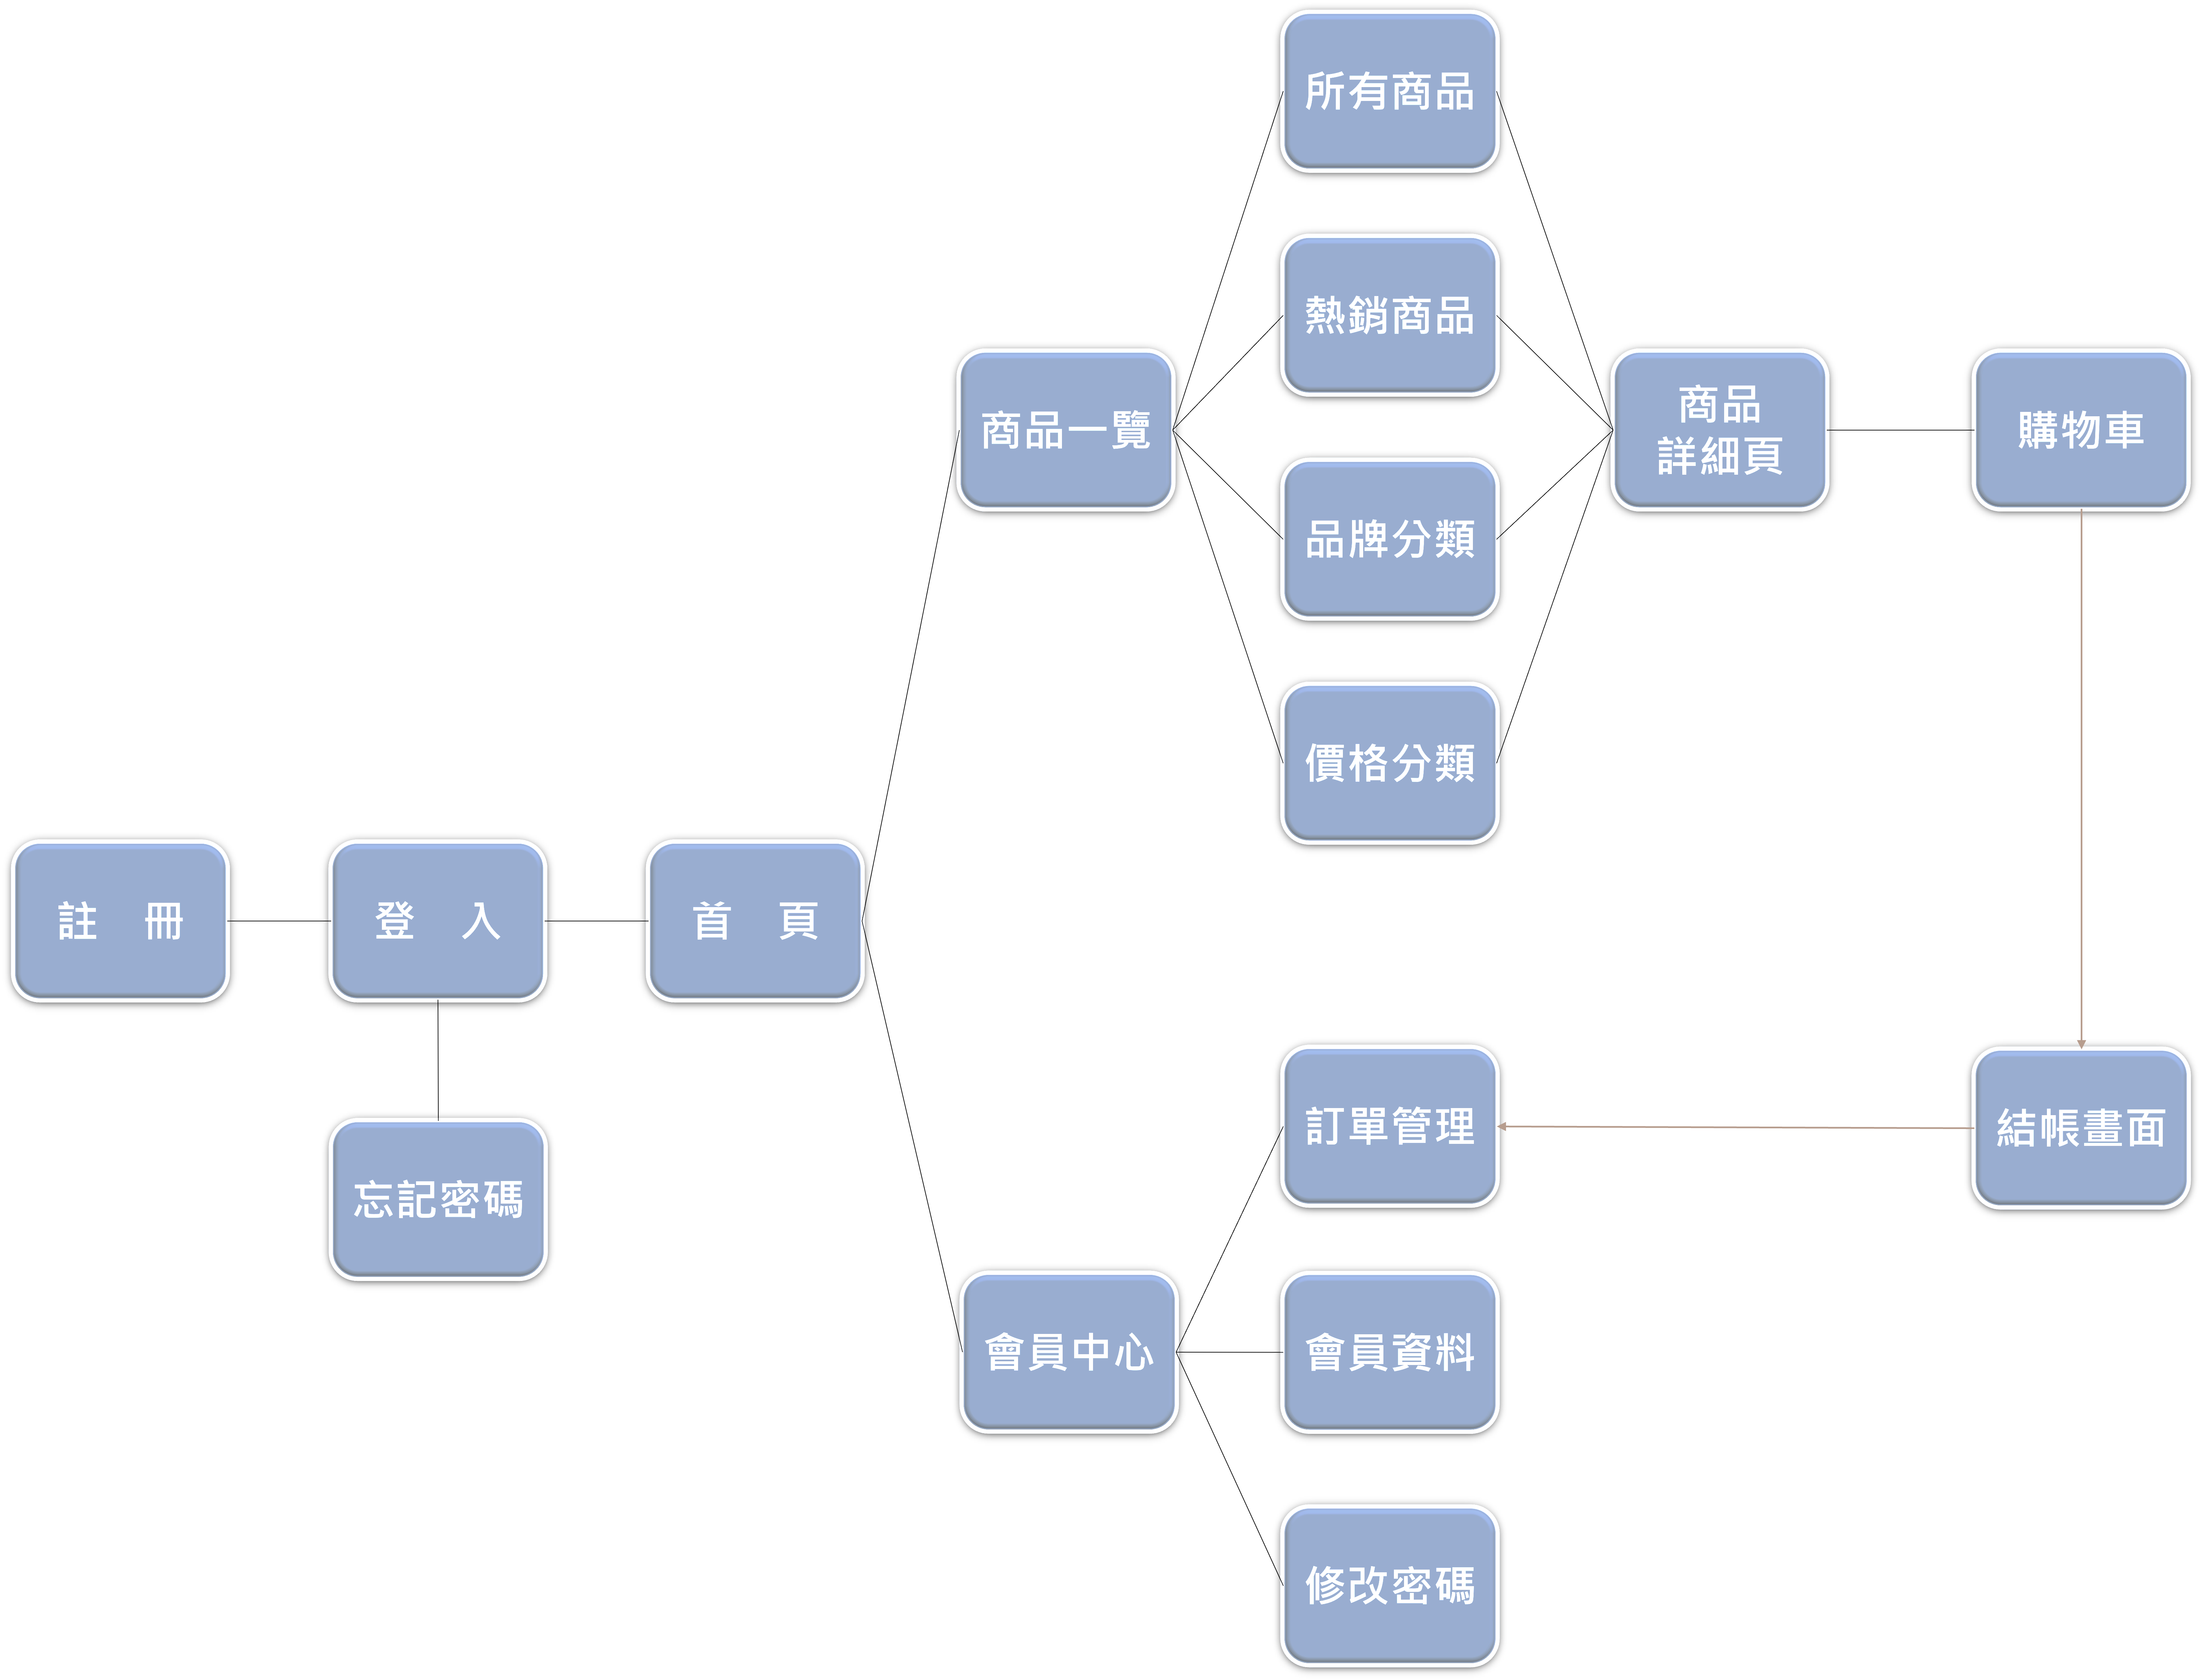 所有商品
熱銷商品
商品一覽
商品
詳細頁
購物車
品牌分類
價格分類
註　冊
登　入
首　頁
訂單管理
結帳畫面
忘記密碼
會員中心
會員資料
修改密碼